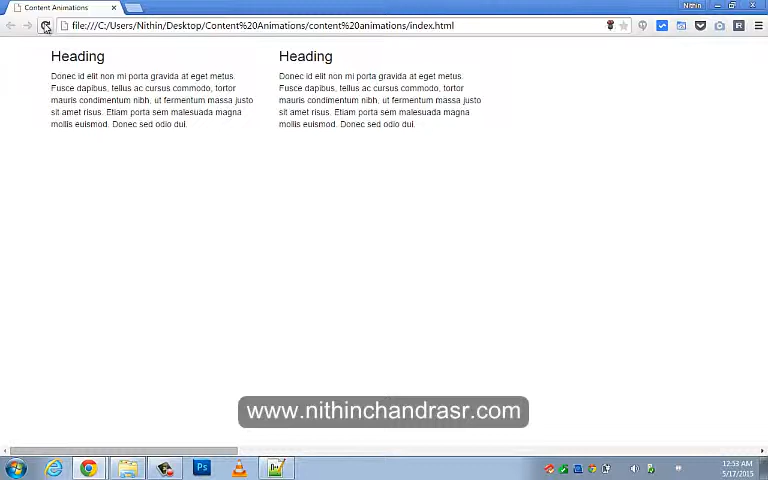 Content Animations
Nithin
file:///C:/Users/Nithin/Desktop/Content%20Animations/content%20animations/index.html
Heading
Donec id elit non mi porta gravida at eget metus.
Fusce dapibus, tellus ac cursus commodo, tortor
mauris condimentum nibh, ut fermentum massa justo
sit amet risus. Etiam porta sem malesuada magna
mollis euismod. Donec sed odio dui.
Heading
Donec id elit non mi porta gravida at eget metus.
Fusce dapibus, tellus ac cursus commodo, tortor
mauris condimentum nibh, ut fermentum massa justo
sit amet risus. Etiam porta sem malesuada magna
mollis euismod. Donec sed odio dui.
www.nithinchandrasr.com
Ps
12:53 AM
5/17/2015